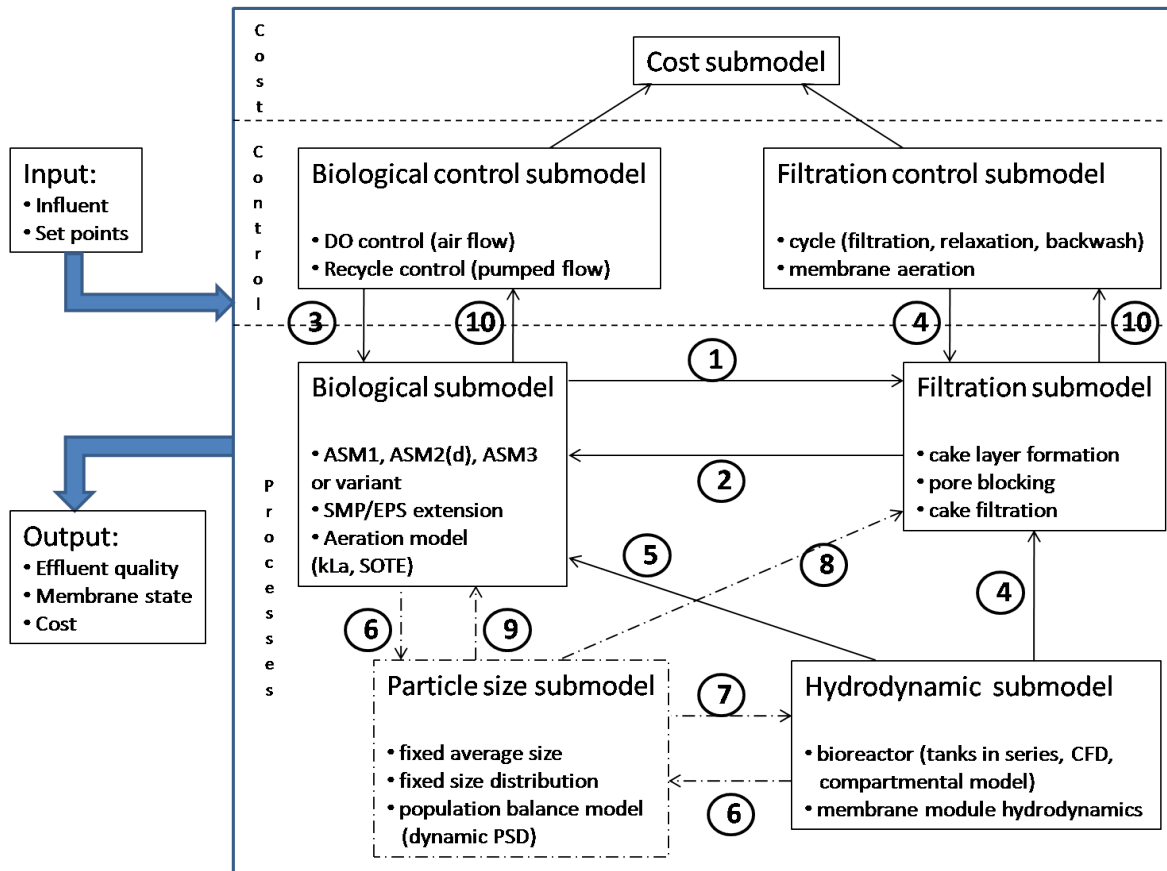 Cost
Cost submodel
Control
Input:
• Influent
• Set points
Biological control submodel
• DO control (air flow)
• Recycle control (pumped flow)
Filtration control submodel
• cycle (filtration, relaxation, backwash)
• membrane aeration
3
10
4
10
Processes
Biological submodel
• ASM1, ASM2(d), ASM3
or variant
• SMP/EPS extension
• Aeration model
(kLa, SOTE)
1
2
Filtration submodel
• cake layer formation
• pore blocking
• cake filtration
Output:
• Effluent quality
• Membrane state
• Cost
5
8
6
9
4
Particle size submodel
• fixed average size
• fixed size distribution
• population balance model
(dynamic PSD)
7
6
Hydrodynamic submodel
• bioreactor (tanks in series, CFD,
compartmental model)
• membrane module hydrodynamics